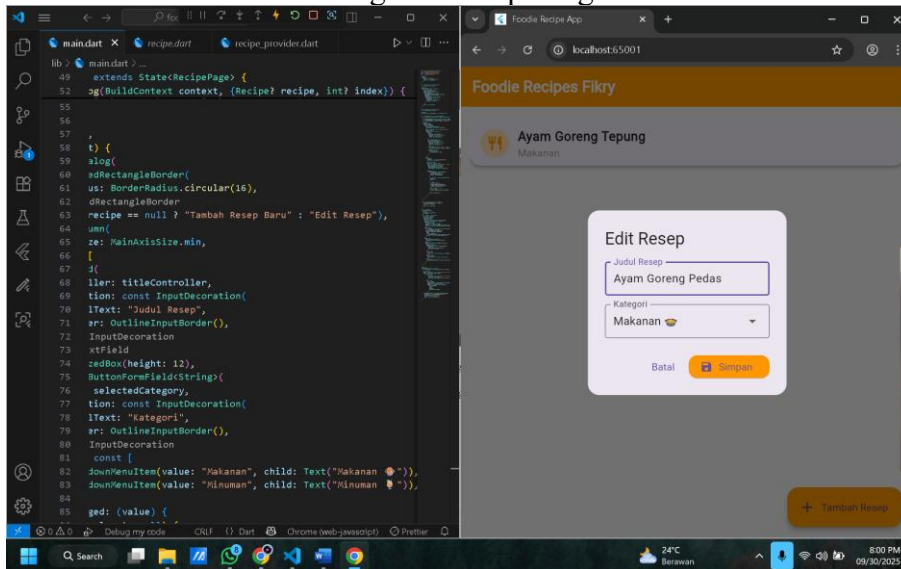 main.dart
recipe.dart
recipe_provider.dart
lib > main.dart > ...
49 extends State<RecipePage> {
52 og(BuildContext context, {Recipe? recipe, int? index}) {
55
56
57 ,
58 t) {
59 alog(
60 edRectangleBorder(
61 us: BorderRadius.circular(16),
62 dRectangleBorder
63 recipe == null ? "Tambah Resep Baru" : "Edit Resep"),
64 umn(
65 ze: MainAxisSize.min,
66 [
67 d(
68 ller: titleController,
69 tion: const InputDecoration(
70 lText: "Judul Resep",
71 er: OutlineInputBorder(),
72 InputDecoration
73 xtField
74 zedBox(height: 12),
75 ButtonFormField<String>(
76 selectedCategory,
77 tion: const InputDecoration(
78 lText: "Kategori",
79 er: OutlineInputBorder(),
80 InputDecoration
81 const [
82 downMenuItem(value: "Makanan", child: Text("Makanan 🍲")),
83 downMenuItem(value: "Minuman", child: Text("Minuman 🥤")),
84
85 ged: (value) {
0 0 Debug my code CRLF {} Dart Chrome (web-javascript) Prettier
Foodie Recipe App
localhost:65001
Foodie Recipes Fikry
Ayam Goreng Tepung
Makanan
Edit Resep
Judul Resep
Ayam Goreng Pedas
Kategori
Makanan 🍲
Batal
Simpan
+ Tambah Resep
Search
24°C
Berawan
8:00 PM
09/30/2025